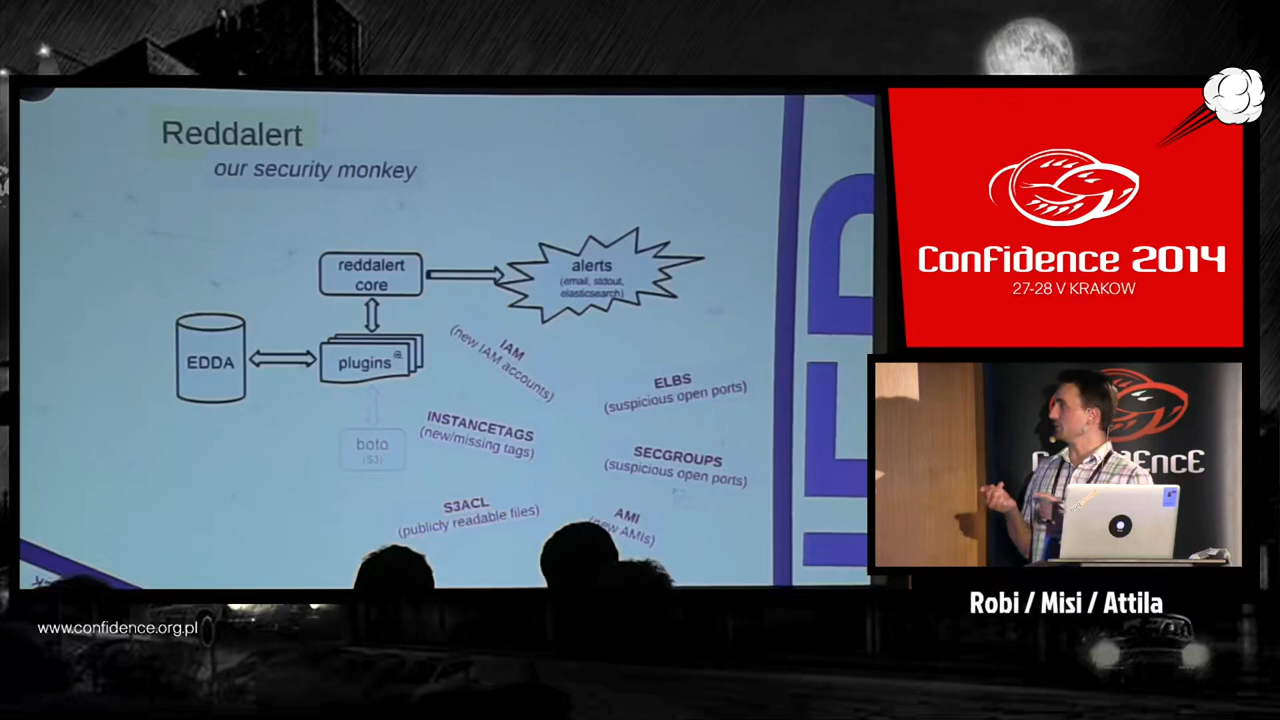 Reddalert
our security monkey
reddalert
core
alerts
(email, stdout,
elasticsearch)
EDDA
plugins
boto
(S3)
IAM
(new IAM accounts)
ELBS
(suspicious open ports)
INSTANCETAGS
(new/missing tags)
SECGROUPS
(suspicious open ports)
S3ACL
(publicly readable files)
AMI
(new AMIs)
Confidence 2014
27-28 V KRAKOW
Robi / Misi / Attila
www.confidence.org.pl